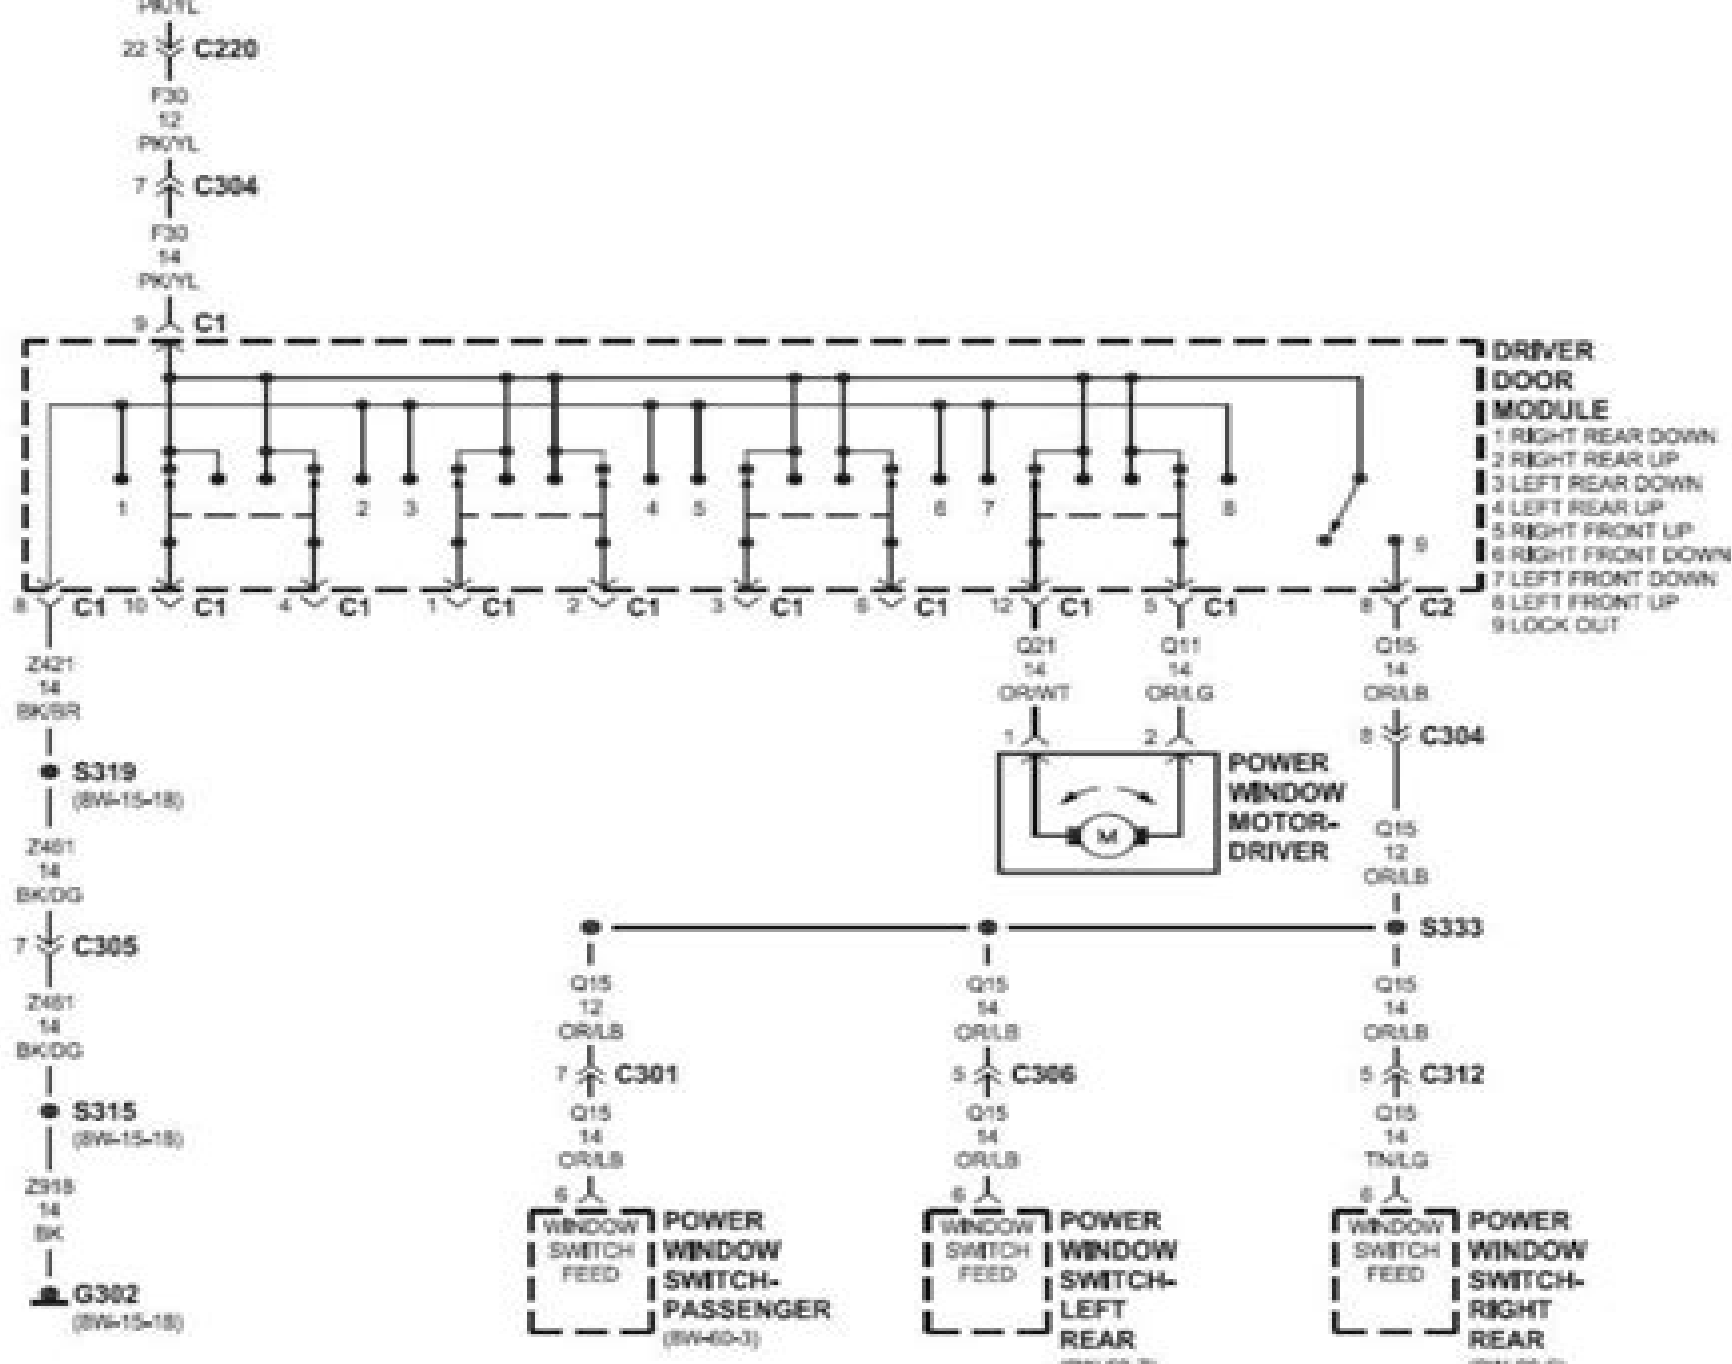 PK/YL
22 C220
F30
12
PK/YL
7 C304
F30
14
PK/YL
9 C1
DRIVER
DOOR
MODULE
1 RIGHT REAR DOWN
2 RIGHT REAR UP
3 LEFT REAR DOWN
4 LEFT REAR UP
5 RIGHT FRONT UP
6 RIGHT FRONT DOWN
7 LEFT FRONT DOWN
8 LEFT FRONT UP
9 LOCK OUT
1 2 3 4 5 6 7 8
9
8 C1 10 C1 4 C1 1 C1 2 C1 3 C1 6 C1 12 C1 5 C1 8 C2
Z421
14
BK/BR
S319
(8W-15-18)
Z461
14
BK/DG
7 C305
Z461
14
BK/DG
S315
(8W-15-18)
Z918
14
BK
G302
(8W-15-18)
Q21
14
OR/WT
1
Q11
14
OR/LG
2
M
POWER
WINDOW
MOTOR-
DRIVER
Q15
14
OR/LB
8 C304
Q15
12
OR/LB
S333
Q15
12
OR/LB
7 C301
Q15
14
OR/LB
6
WINDOW
SWITCH
FEED
POWER
WINDOW
SWITCH-
PASSENGER
(8W-60-3)
Q15
14
OR/LB
5 C306
Q15
14
OR/LB
6
WINDOW
SWITCH
FEED
POWER
WINDOW
SWITCH-
LEFT
REAR
Q15
14
OR/LB
5 C312
Q15
14
TN/LG
6
WINDOW
SWITCH
FEED
POWER
WINDOW
SWITCH-
RIGHT
REAR